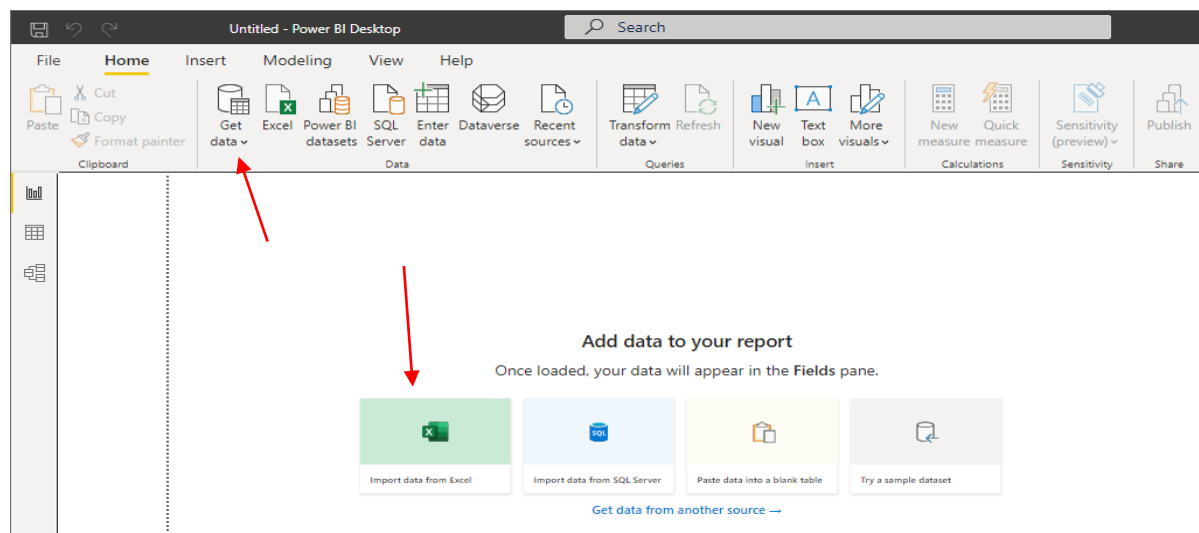 Untitled - Power BI Desktop
Search
File Home Insert Modeling View Help
Paste
Cut
Copy
Format painter
Clipboard
Get data
Excel
Power BI datasets
SQL Server
Enter data
Dataverse
Recent sources
Data
Transform data
Refresh
Queries
New visual
Text box
More visuals
Insert
New measure
Quick measure
Calculations
Sensitivity (preview)
Sensitivity
Publish
Share
Add data to your report
Once loaded, your data will appear in the Fields pane.
SQL
Import data from Excel
Import data from SQL Server
Paste data into a blank table
Try a sample dataset
Get data from another source →